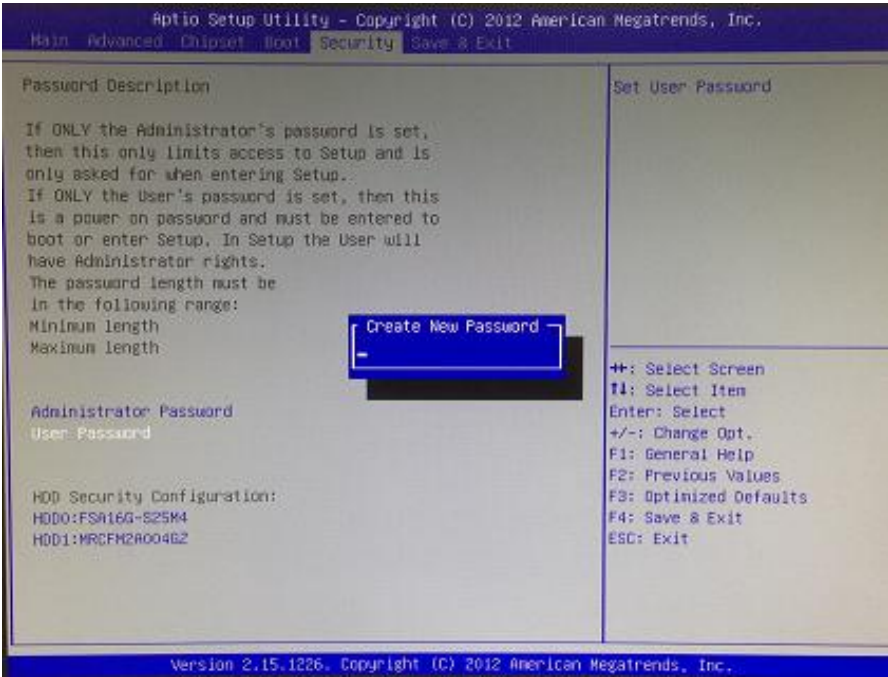 Aptio Setup Utility – Copyright (C) 2012 American Megatrends, Inc.
Main Advanced Chipset Boot Security Save & Exit
Password Description
If ONLY the Administrator's password is set,
then this only limits access to Setup and is
only asked for when entering Setup.
If ONLY the User's password is set, then this
is a power on password and must be entered to
boot or enter Setup. In Setup the User will
have Administrator rights.
The password length must be
in the following range:
Minimum length
Maximum length
Create New Password
Administrator Password
User Password
HDD Security Configuration:
HDD0:FSA16G-S25M4
HDD1:MRCFM2A004GZ
Set User Password
↔: Select Screen
↑↓: Select Item
Enter: Select
+/-: Change Opt.
F1: General Help
F2: Previous Values
F3: Optimized Defaults
F4: Save & Exit
ESC: Exit
Version 2.15.1226. Copyright (C) 2012 American Megatrends, Inc.